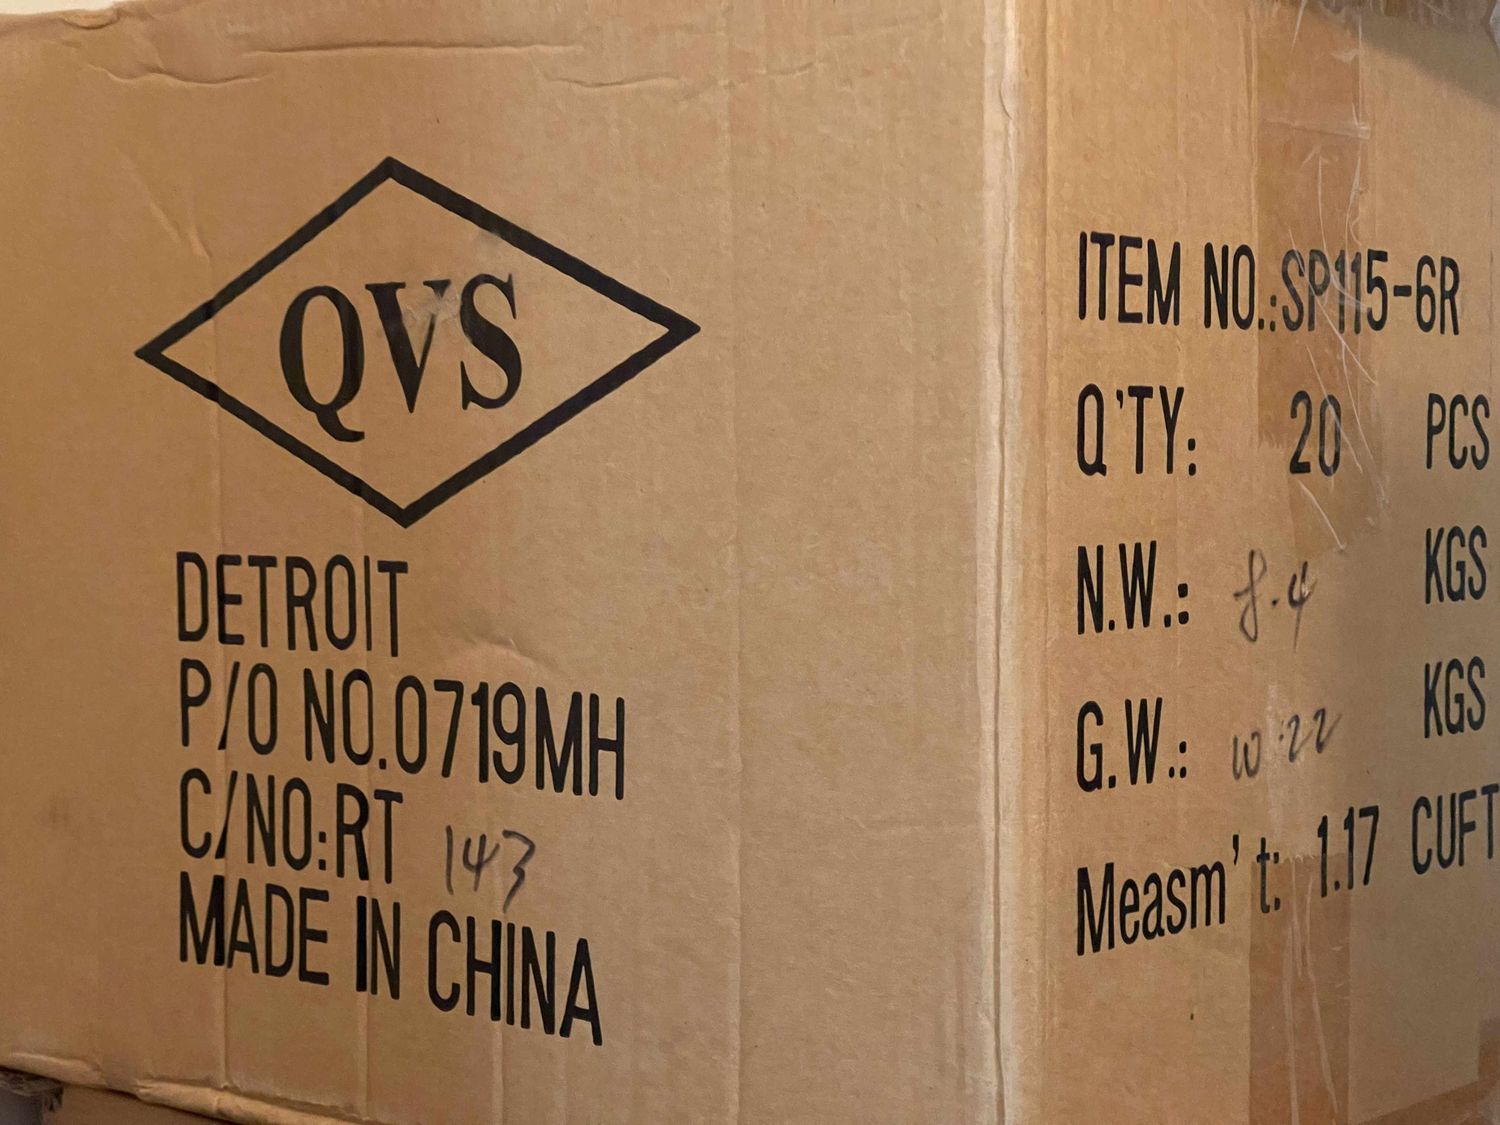 QVS
DETROIT
P/O NO.0719MH
C/NO:RT 143
MADE IN CHINA
ITEM NO.:SP115-6R
Q'TY: 20 PCS
N.W.: 8.4 KGS
G.W.: 10.22 KGS
Measm't: 1.17 CUFT